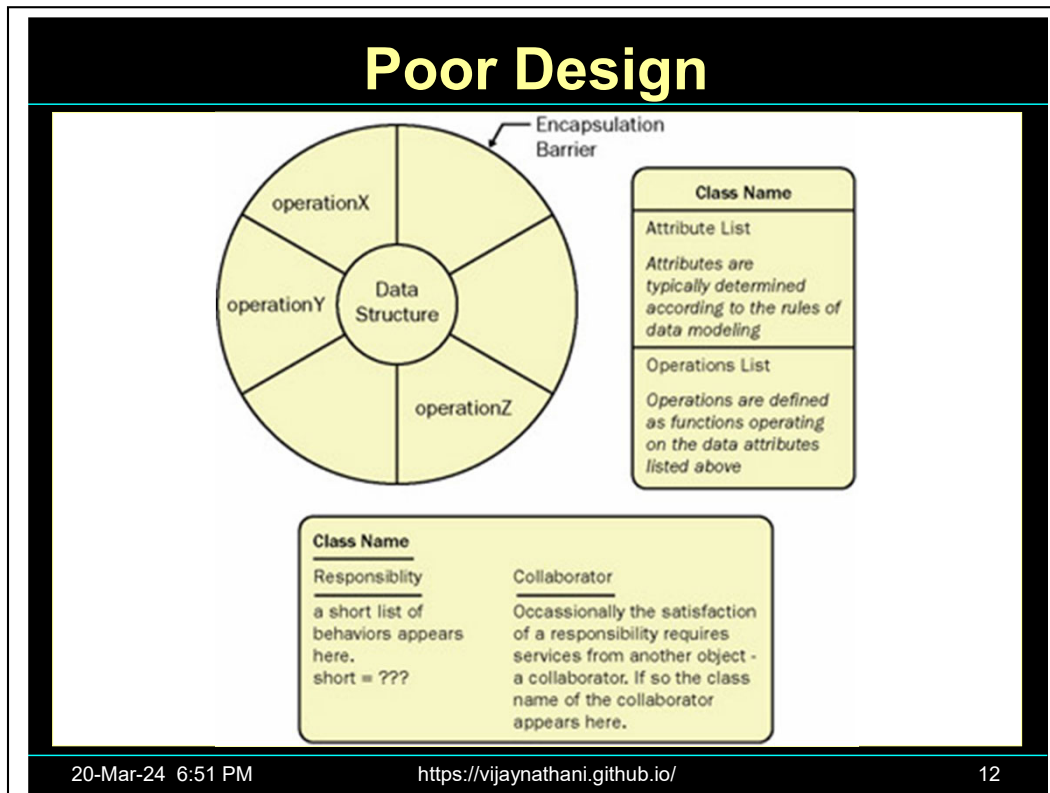 Poor Design
Encapsulation
Barrier
operationX
operationY
Data
Structure
operationZ
Class Name
Attribute List
Attributes are
typically determined
according to the rules of
data modeling
Operations List
Operations are defined
as functions operating
on the data attributes
listed above
Class Name
Responsiblity
a short list of
behaviors appears
here.
short = ???
Collaborator
Occassionally the satisfaction
of a responsibility requires
services from another object -
a collaborator. If so the class
name of the collaborator
appears here.
20-Mar-24 6:51 PM
https://vijaynathani.github.io/
12